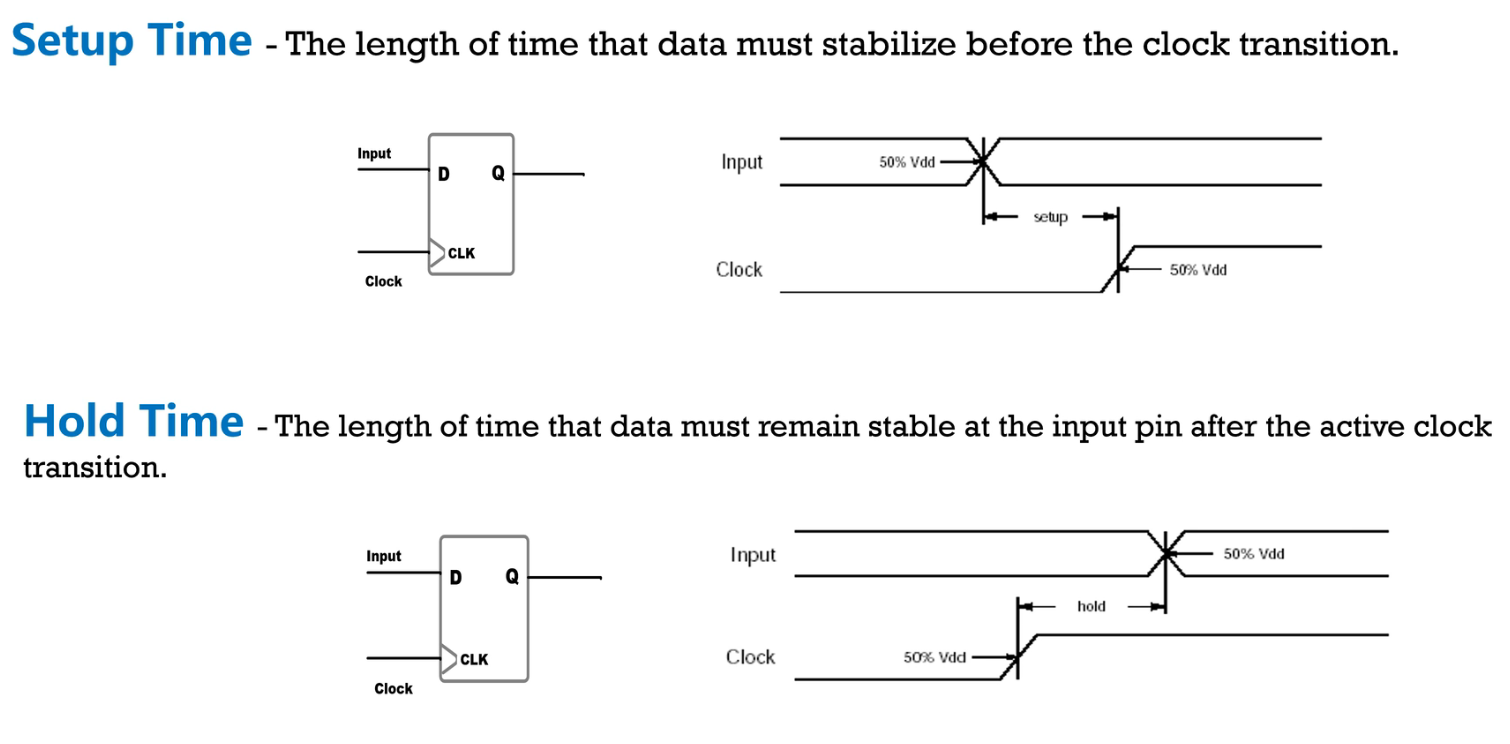 Setup Time - The length of time that data must stabilize before the clock transition.
Input
D Q
CLK
Clock
Input 50% Vdd
setup
Clock 50% Vdd
Hold Time - The length of time that data must remain stable at the input pin after the active clock
transition.
Input
D Q
CLK
Clock
Input 50% Vdd
hold
Clock 50% Vdd